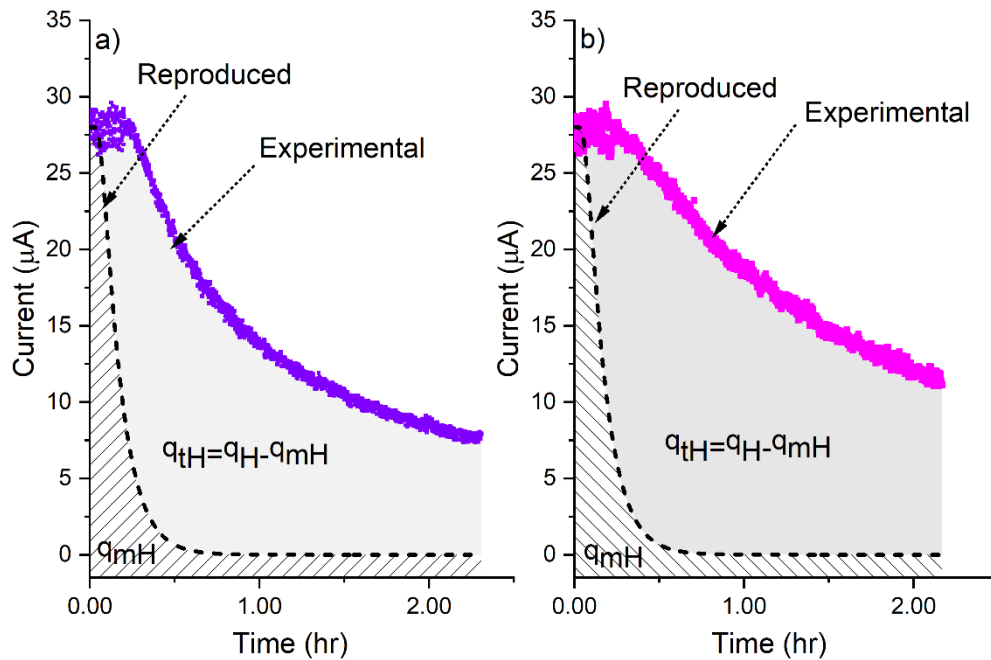 a)
35
30
25
20
15
10
5
0
Current (μA)
Reproduced
Experimental
qtH=qH-qmH
qmH
0.00
1.00
2.00
Time (hr)
b)
35
30
25
20
15
10
5
0
Current (μA)
Reproduced
Experimental
qtH=qH-qmH
qmH
0.00
1.00
2.00
Time (hr)